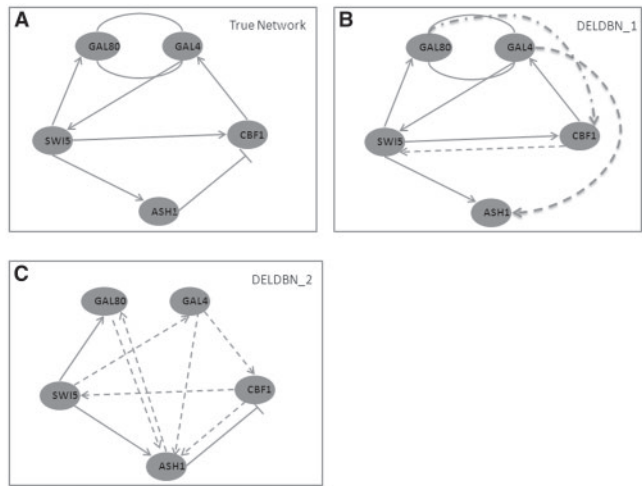 A
True Network
GAL80
GAL4
SWI5
CBF1
ASH1
B
DELDBN_1
GAL80
GAL4
SWI5
CBF1
ASH1
C
DELDBN_2
GAL80
GAL4
SWI5
CBF1
ASH1